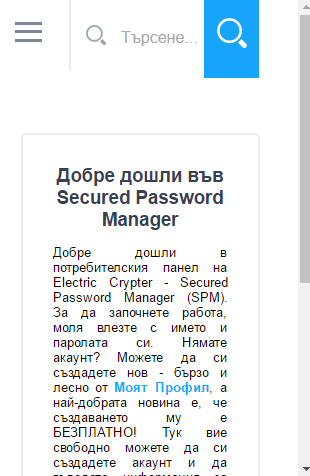 Търсене...
Добре дошли във
Secured Password
Manager
Добре дошли в
потребителския панел на
Electric Crypter - Secured
Password Manager (SPM).
За да започнете работа,
моля влезте с името и
паролата си. Нямате
акаунт? Можете да си
създадете нов - бързо и
лесно от Моят Профил, а
най-добрата новина е, че
създаването му е
БЕЗПЛАТНО! Тук вие
свободно можете да си
създадете акаунт и да